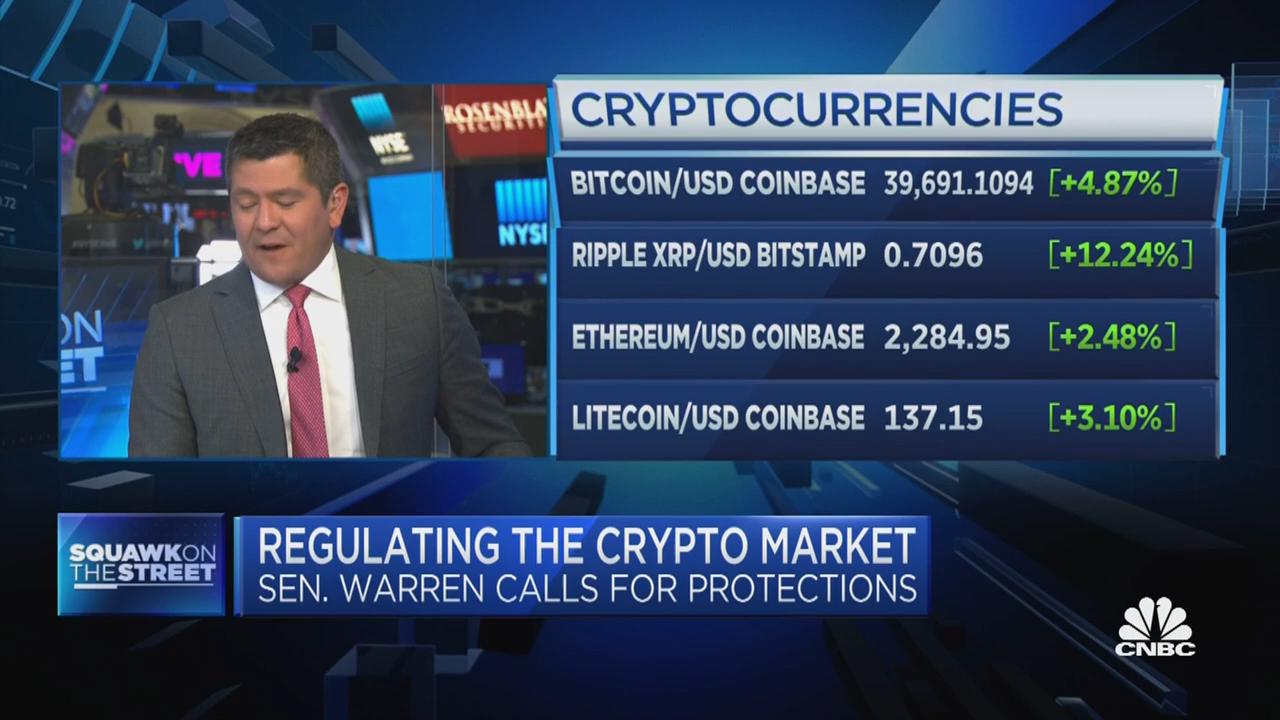 CRYPTOCURRENCIES
BITCOIN/USD COINBASE 39,691.1094 [+4.87%]
RIPPLE XRP/USD BITSTAMP 0.7096 [+12.24%]
ETHEREUM/USD COINBASE 2,284.95 [+2.48%]
LITECOIN/USD COINBASE 137.15 [+3.10%]
NYSE
NYSE
REGULATING THE CRYPTO MARKET
SEN. WARREN CALLS FOR PROTECTIONS
SQUAWK ON
THE STREET
CNBC